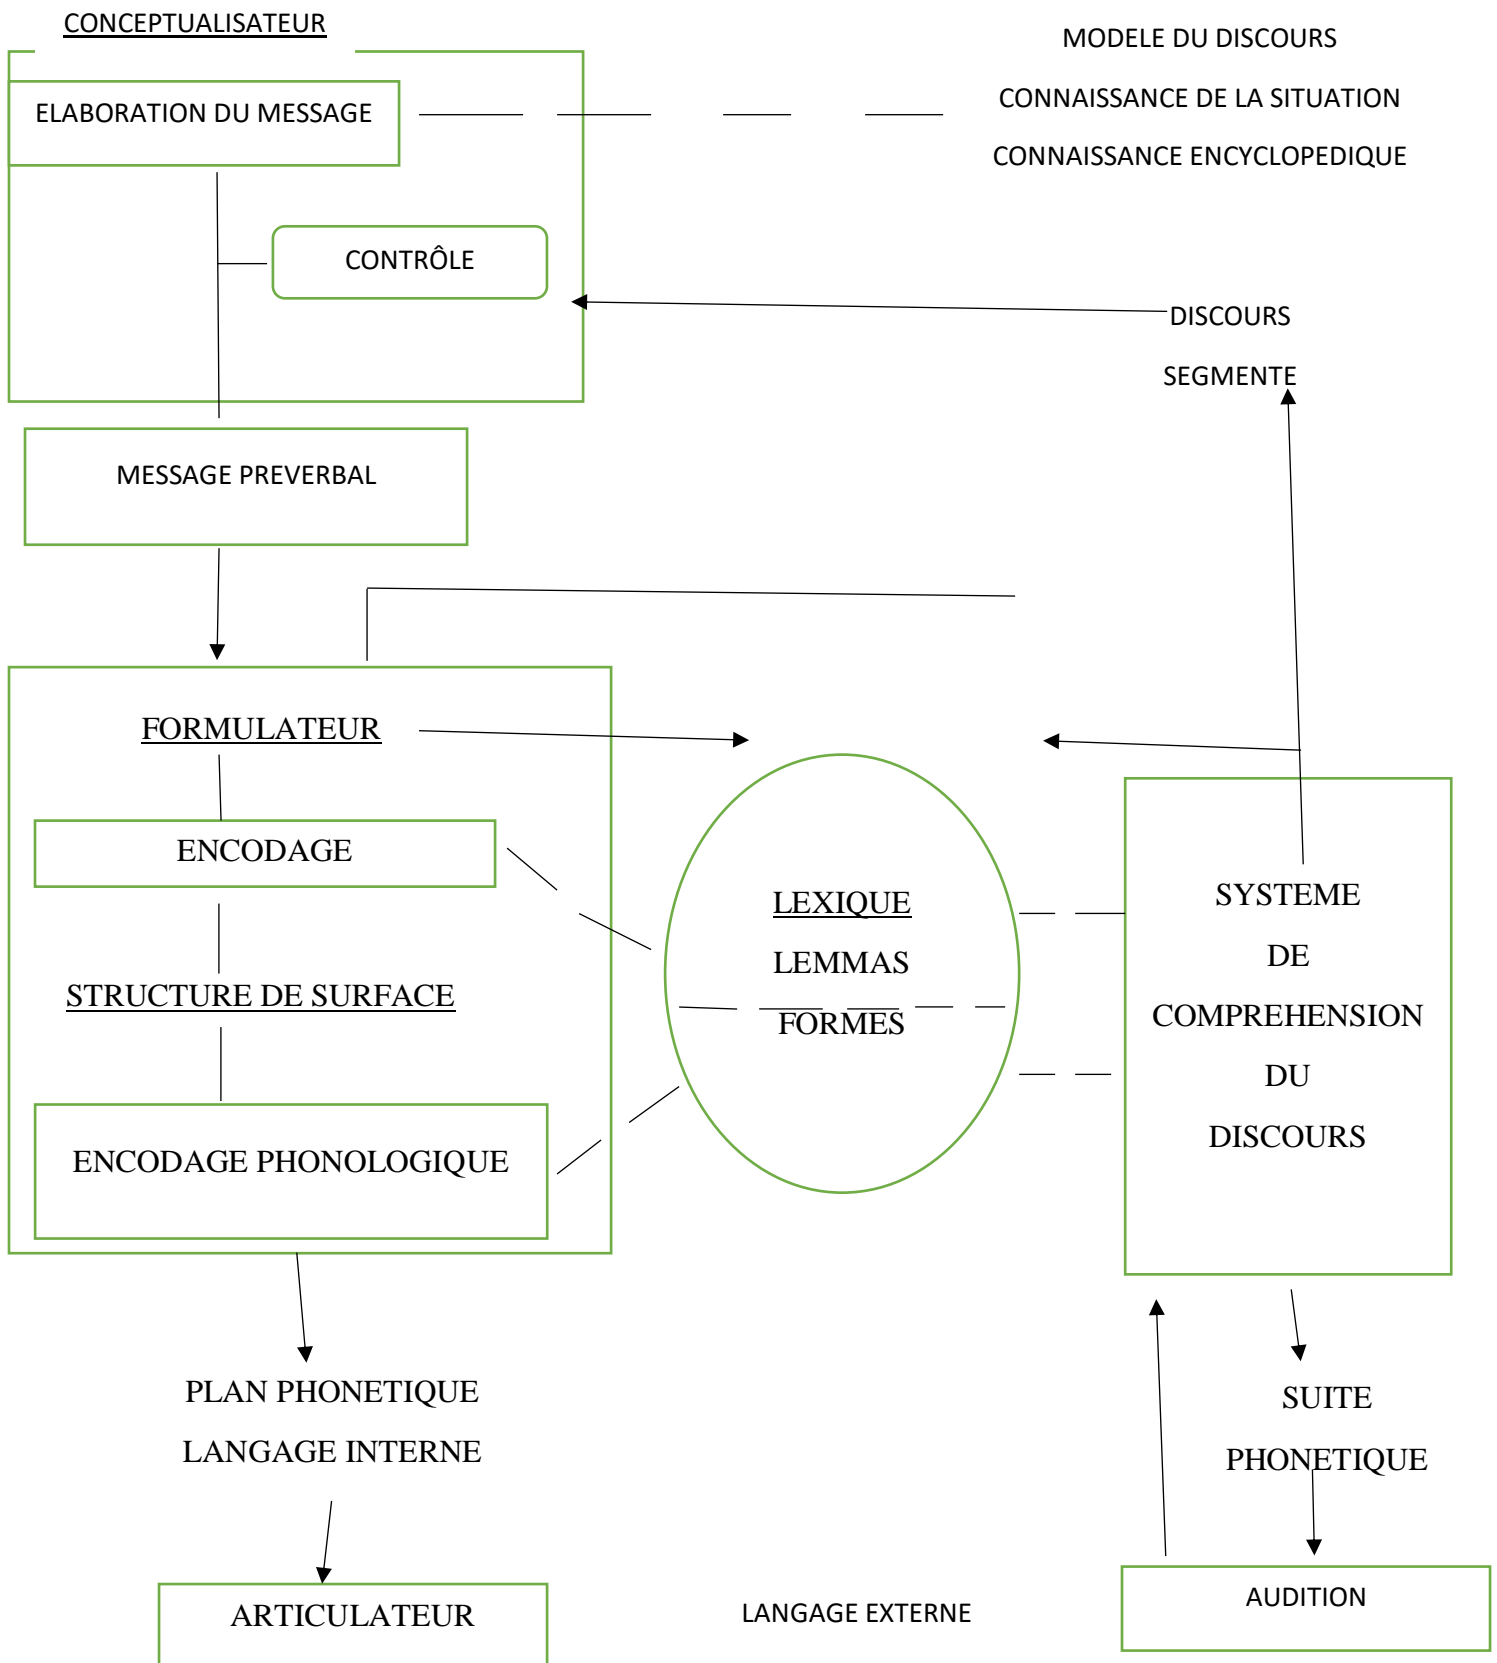 CONCEPTUALISATEUR
MODELE DU DISCOURS
ELABORATION DU MESSAGE
CONNAISSANCE DE LA SITUATION
CONNAISSANCE ENCYCLOPEDIQUE
CONTRÔLE
DISCOURS
SEGMENTE
MESSAGE PREVERBAL
FORMULATEUR
ENCODAGE
STRUCTURE DE SURFACE
ENCODAGE PHONOLOGIQUE
LEXIQUE
LEMMAS
FORMES
SYSTEME
DE
COMPREHENSION
DU
DISCOURS
PLAN PHONETIQUE
LANGAGE INTERNE
SUITE
PHONETIQUE
ARTICULATEUR
LANGAGE EXTERNE
AUDITION